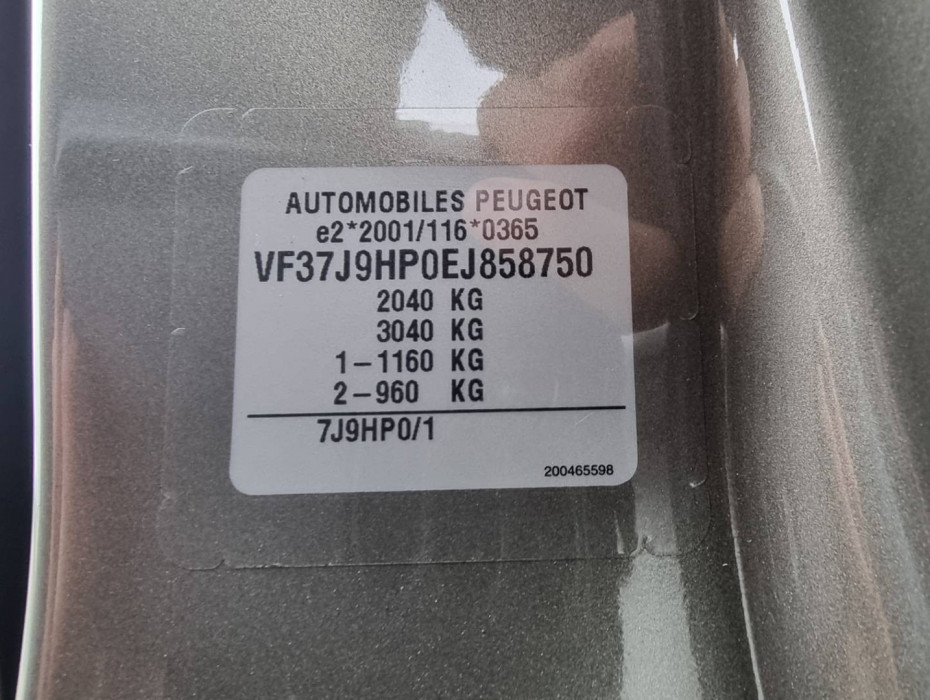 AUTOMOBILES PEUGEOT
e2*2001/116*0365
VF37J9HP0EJ858750
2040 KG
3040 KG
1-1160 KG
2-960 KG
7J9HP0/1
200465598